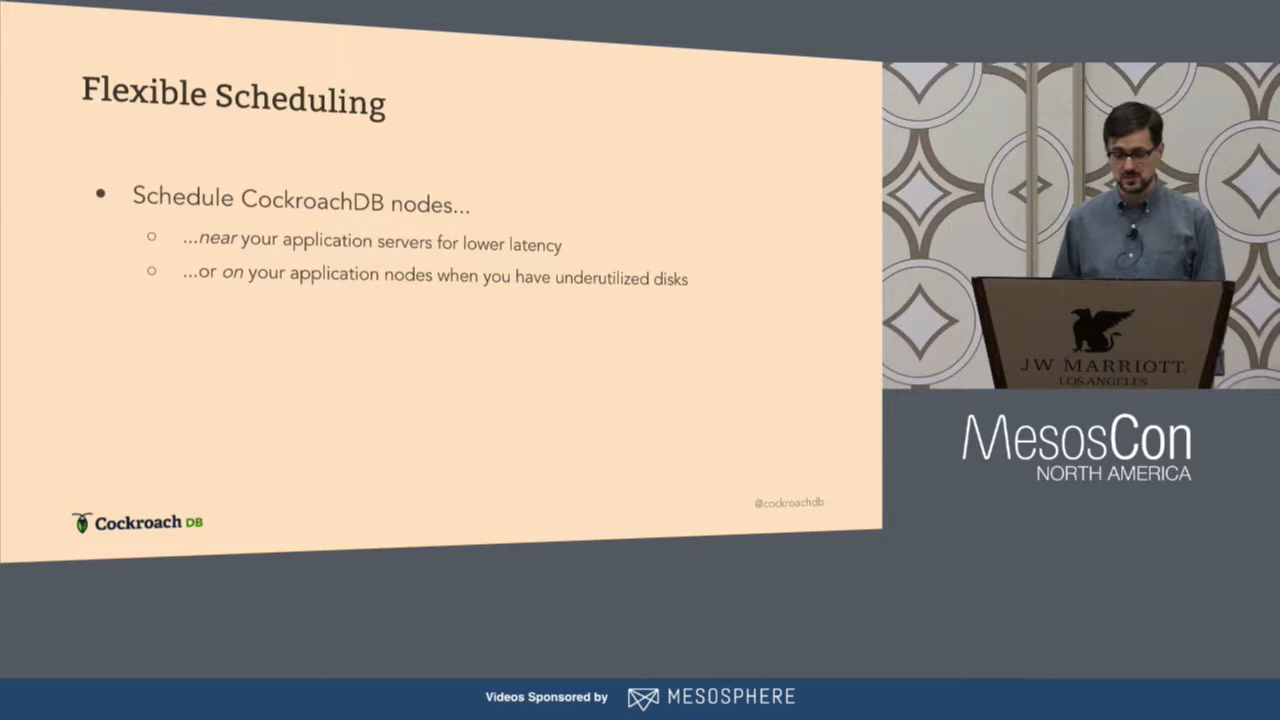 Flexible Scheduling
● Schedule CockroachDB nodes...
○ ...near your application servers for lower latency
○ ...or on your application nodes when you have underutilized disks
@cockroachdb
Cockroach DB
JW MARRIOTT
LOS ANGELES
MesosCon
NORTH AMERICA
Videos Sponsored by MESOSPHERE